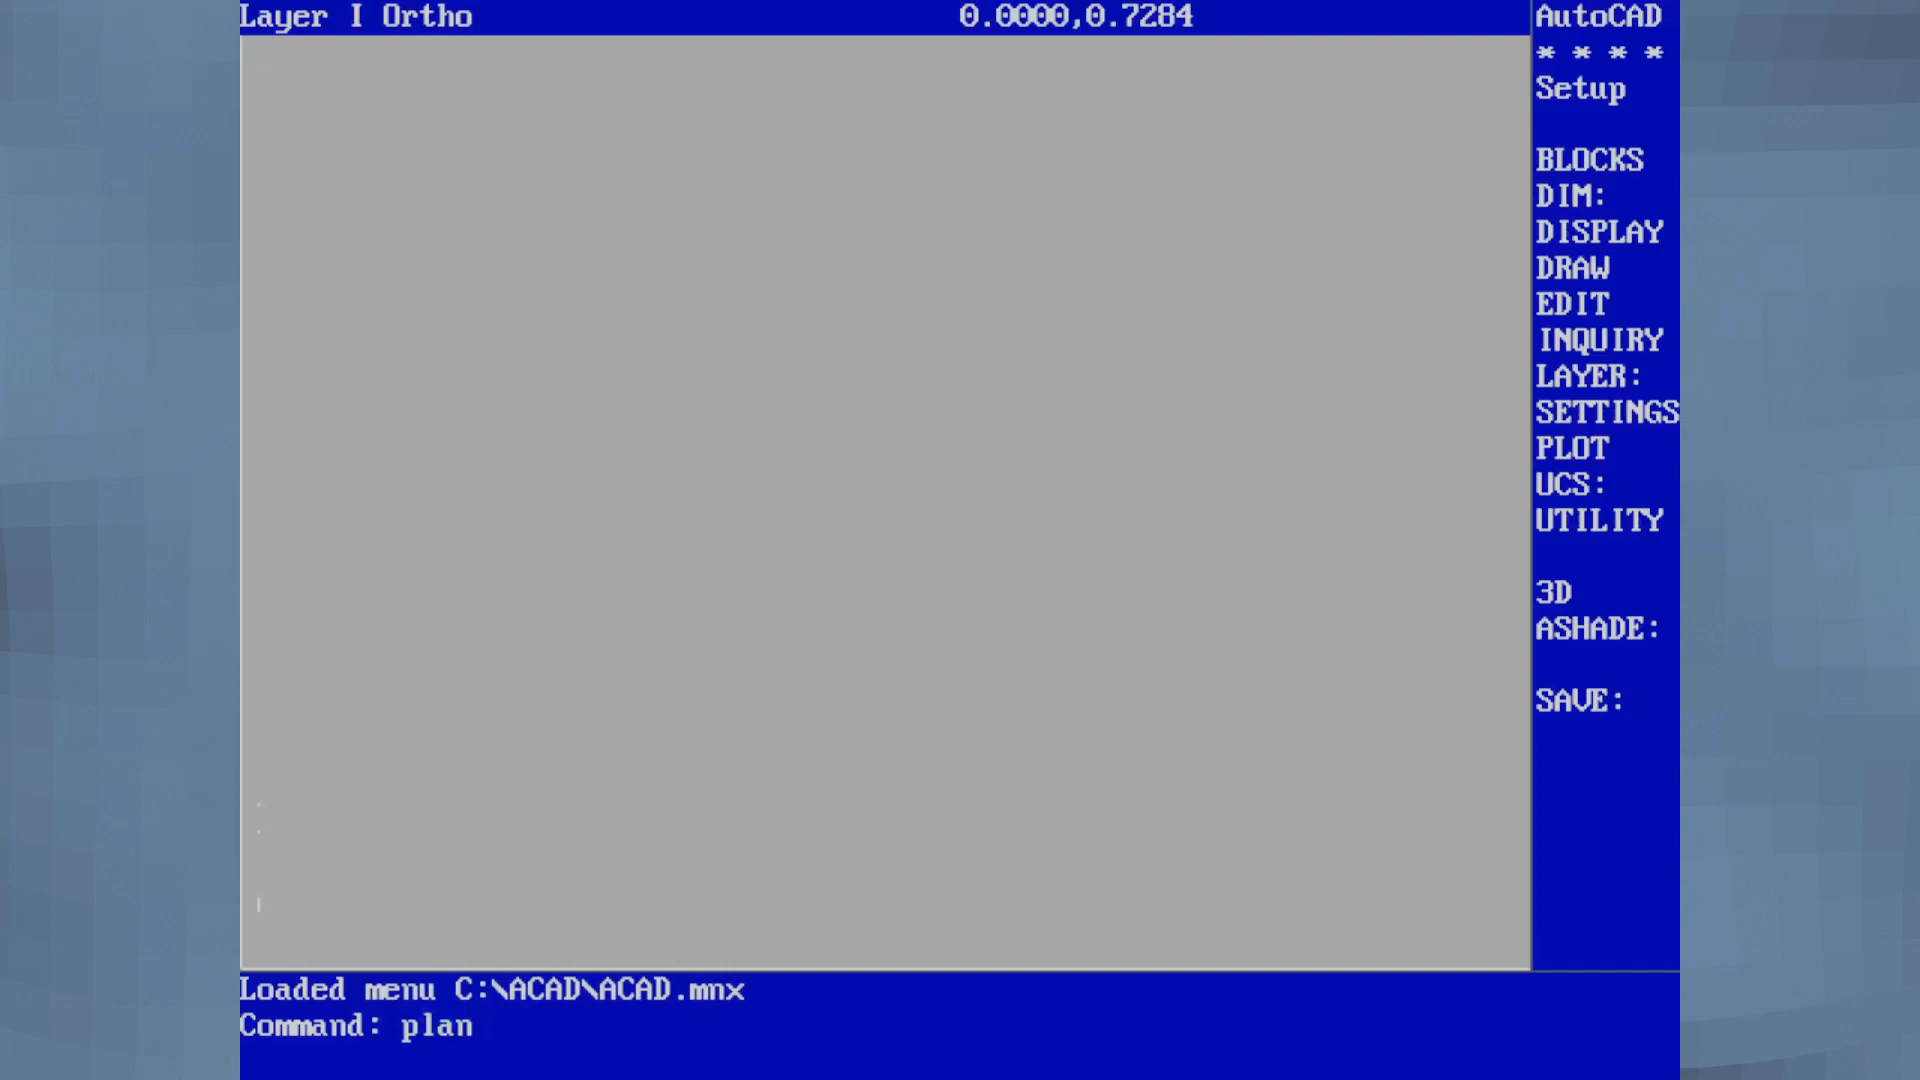 Layer I Ortho 0.0000,0.7284
AutoCAD
* * * *
Setup
BLOCKS
DIM:
DISPLAY
DRAW
EDIT
INQUIRY
LAYER:
SETTINGS
PLOT
UCS:
UTILITY
3D
ASHADE:
SAVE:
Loaded menu C:\ACAD\ACAD.mnx
Command: plan